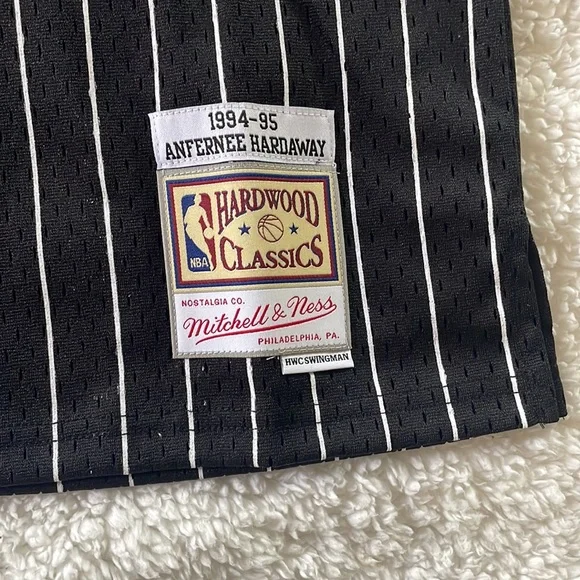 1994-95
ANFERNEE HARDAWAY
HARDWOOD
CLASSICS
NBA
NOSTALGIA CO.
Mitchell & Ness
PHILADELPHIA, PA.
HWC SWINGMAN